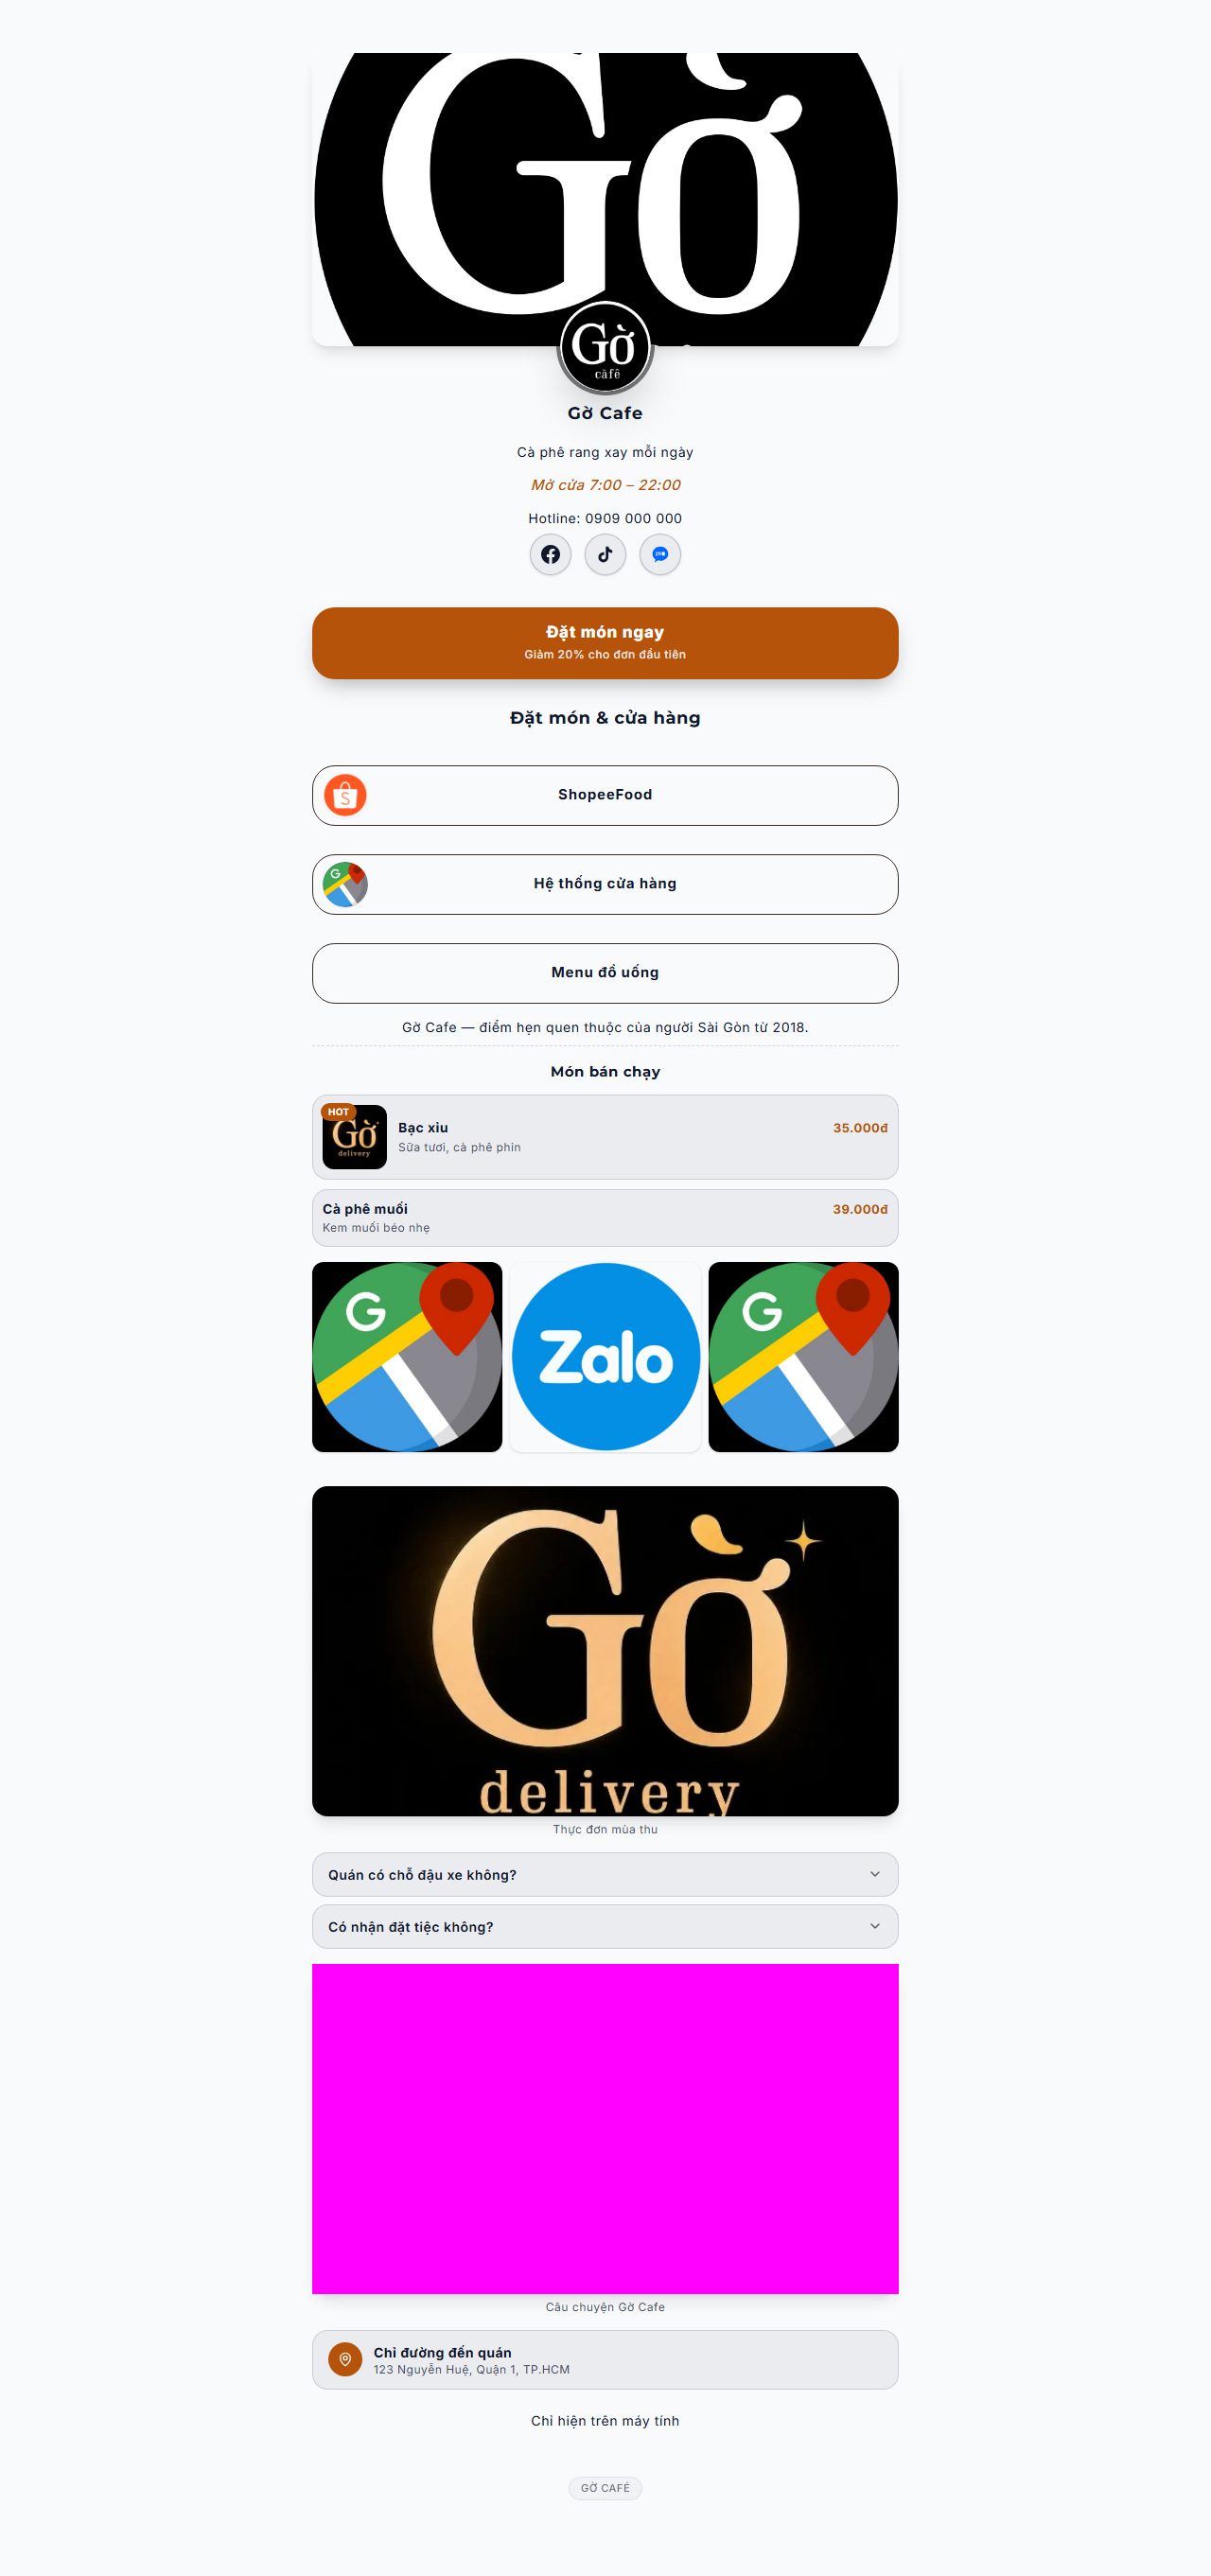 Gờ
Gờ
càfê
Gờ Cafe
Cà phê rang xay mỗi ngày
Mở cửa 7:00 – 22:00
Hotline: 0909 000 000
Đặt món ngay
Giảm 20% cho đơn đầu tiên
Đặt món & cửa hàng
ShopeeFood
Hệ thống cửa hàng
Menu đồ uống
Gờ Cafe — điểm hẹn quen thuộc của người Sài Gòn từ 2018.
Món bán chạy
HOT
Gờ
delivery
Bạc xỉu
35.000đ
Sữa tươi, cà phê phin
Cà phê muối
39.000đ
Kem muối béo nhẹ
G
Zalo
G
Gờ
delivery
Thực đơn mùa thu
Quán có chỗ đậu xe không?
Có nhận đặt tiệc không?
Câu chuyện Gờ Cafe
Chỉ đường đến quán
123 Nguyễn Huệ, Quận 1, TP.HCM
Chỉ hiện trên máy tính
GỜ CAFÉ